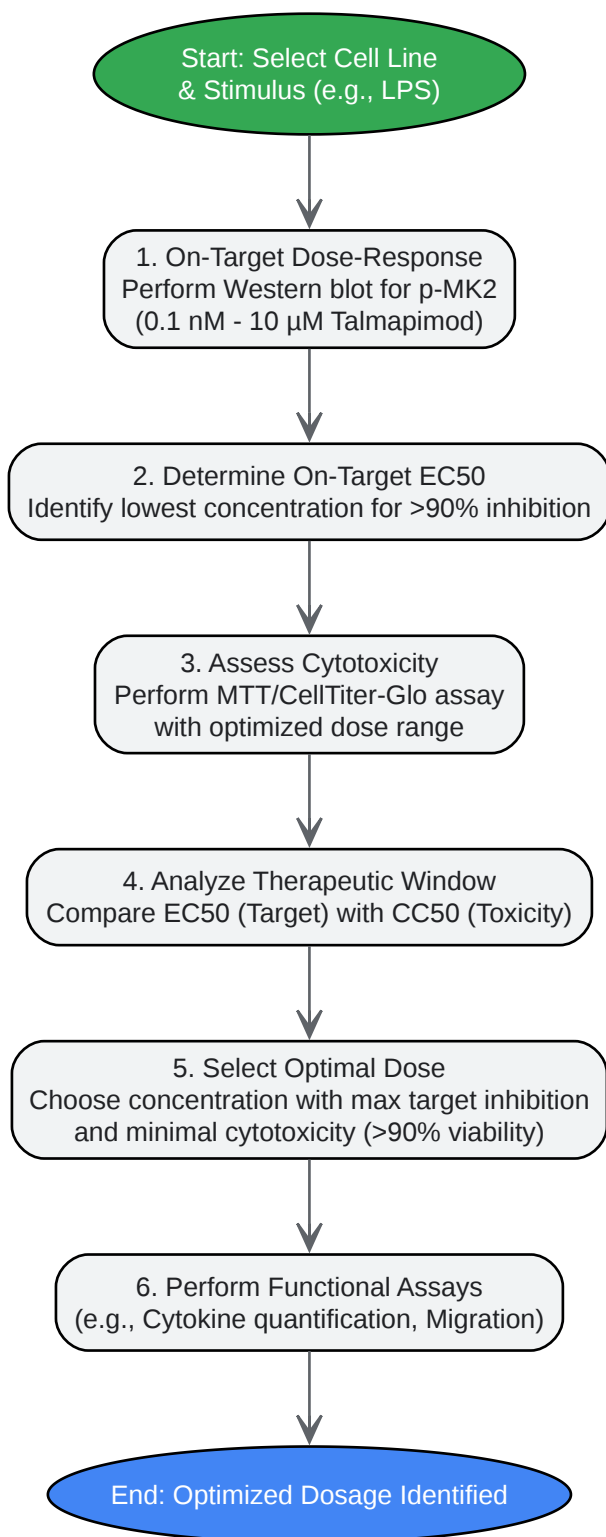 Start: Select Cell Line
& Stimulus (e.g., LPS)
1. On-Target Dose-Response
Perform Western blot for p-MK2
(0.1 nM - 10 µM Talmapimod)
2. Determine On-Target EC50
Identify lowest concentration for >90% inhibition
3. Assess Cytotoxicity
Perform MTT/CellTiter-Glo assay
with optimized dose range
4. Analyze Therapeutic Window
Compare EC50 (Target) with CC50 (Toxicity)
5. Select Optimal Dose
Choose concentration with max target inhibition
and minimal cytotoxicity (>90% viability)
6. Perform Functional Assays
(e.g., Cytokine quantification, Migration)
End: Optimized Dosage Identified